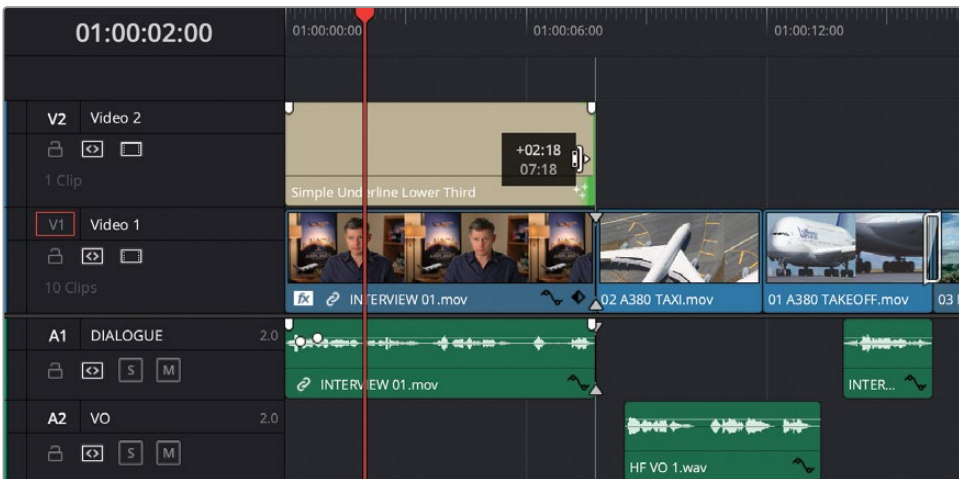 01:00:02:00
01:00:00:00
01:00:06:00
01:00:12:00
V2 Video 2
1 Clip
+02:18
07:18
Simple Underline Lower Third
V1 Video 1
10 Clips
fx INTERVIEW 01.mov
02 A380 TAXI.mov
01 A380 TAKEOFF.mov
03
A1 DIALOGUE 2.0
S M
INTERVIEW 01.mov
INTER...
A2 VO 2.0
S M
HF VO 1.wav